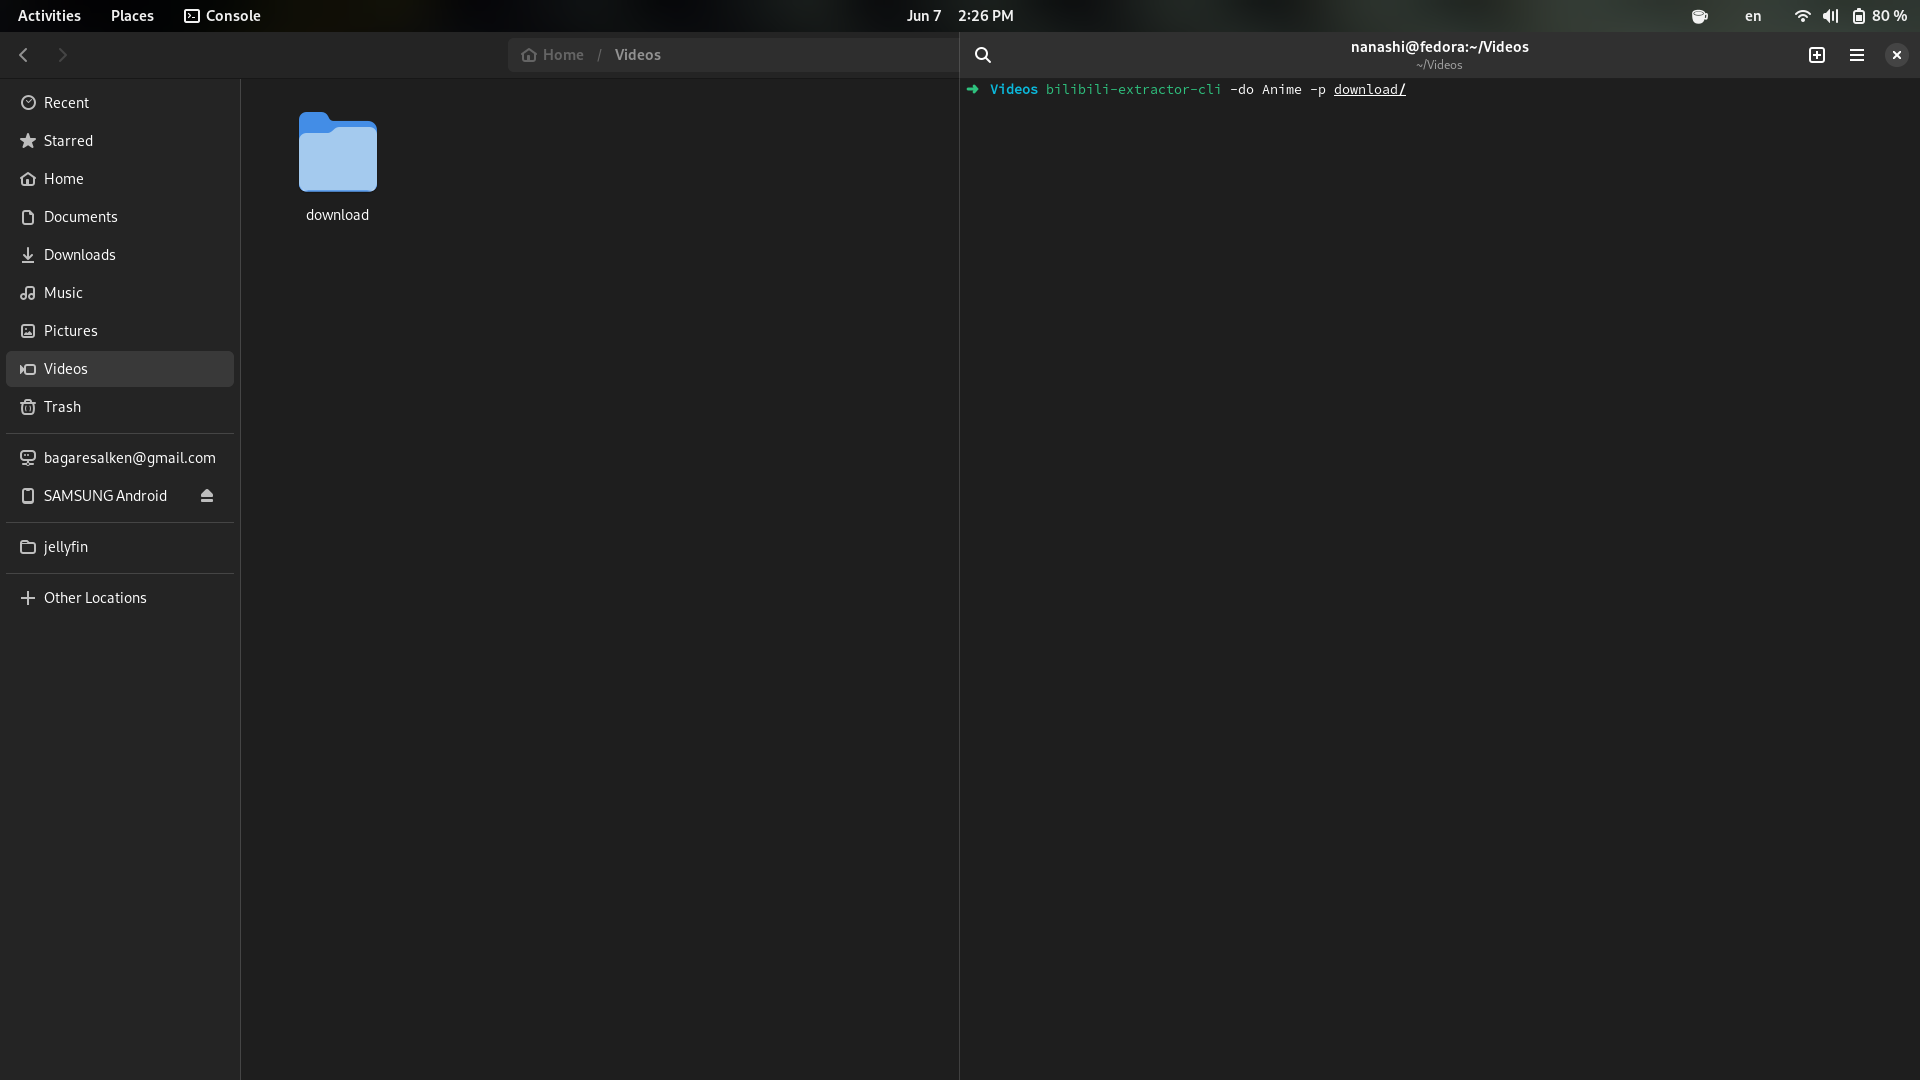 Activities Places Console Jun 7 2:26 PM en 80 %
Home / Videos
nanashi@fedora:~/Videos
~/Videos
Recent
Starred
Home
Documents
Downloads
Music
Pictures
Videos
Trash
bagaresalken@gmail.com
SAMSUNG Android
jellyfin
Other Locations
download
➜ Videos bilibili-extractor-cli -do Anime -p download/